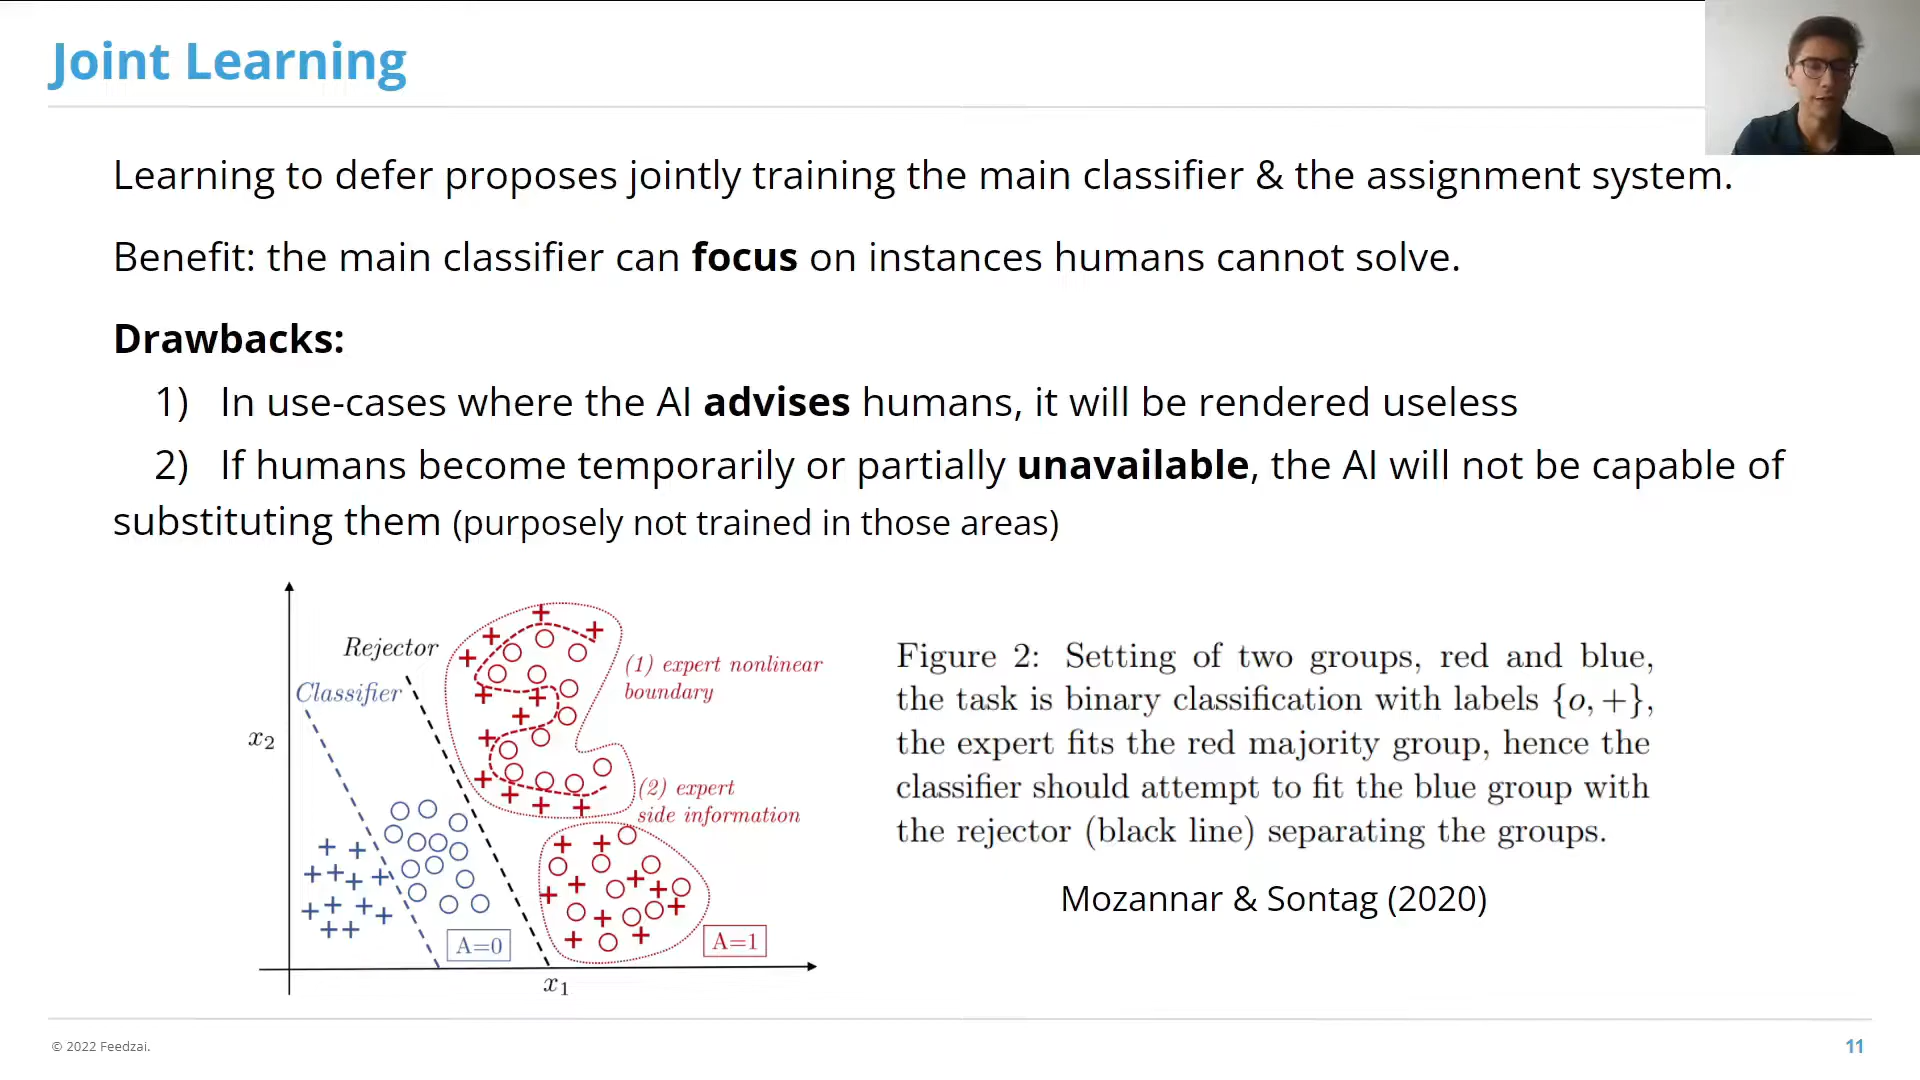 Joint Learning
Learning to defer proposes jointly training the main classifier & the assignment system.
Benefit: the main classifier can focus on instances humans cannot solve.
Drawbacks:
1) In use-cases where the AI advises humans, it will be rendered useless
2) If humans become temporarily or partially unavailable, the AI will not be capable of
substituting them (purposely not trained in those areas)
Rejector
Classifier
x2
(1) expert nonlinear
boundary
(2) expert
side information
A=0
A=1
x1
Figure 2: Setting of two groups, red and blue,
the task is binary classification with labels {o, +},
the expert fits the red majority group, hence the
classifier should attempt to fit the blue group with
the rejector (black line) separating the groups.
Mozannar & Sontag (2020)
© 2022 Feedzai.
11